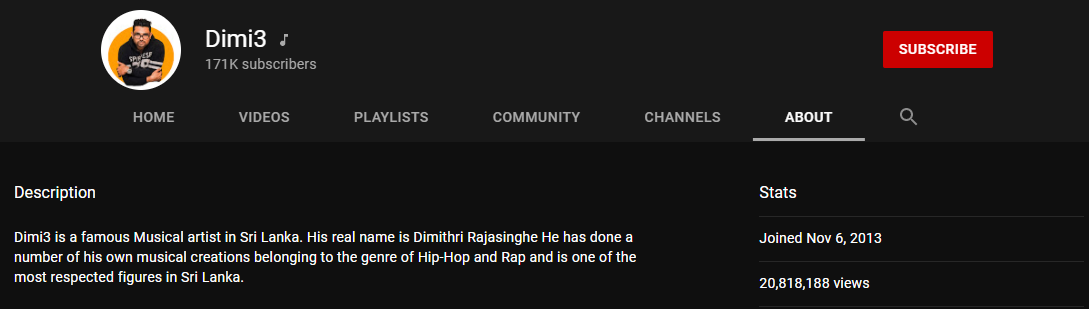 Dimi3
171K subscribers
SUBSCRIBE
HOME VIDEOS PLAYLISTS COMMUNITY CHANNELS ABOUT
Description
Dimi3 is a famous Musical artist in Sri Lanka. His real name is Dimithri Rajasinghe He has done a
number of his own musical creations belonging to the genre of Hip-Hop and Rap and is one of the
most respected figures in Sri Lanka.
Stats
Joined Nov 6, 2013
20,818,188 views